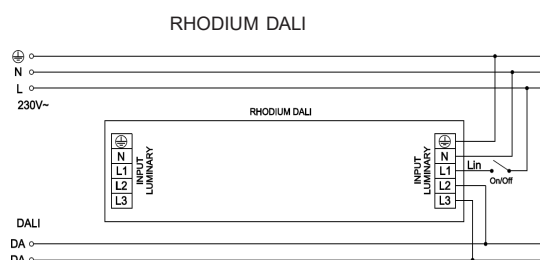 RHODIUM DALI
N
L
230V~
RHODIUM DALI
N
L1
L2
L3
INPUT
LUMINARY
INPUT
LUMINARY
N
L1
L2
L3
Lin
On/Off
DALI
DA
DA